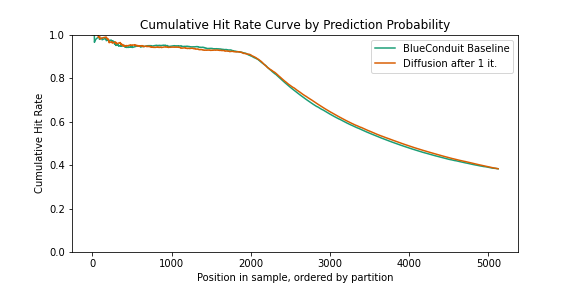 Cumulative Hit Rate Curve by Prediction Probability
1.0
0.8
0.6
0.4
0.2
0.0
Cumulative Hit Rate
BlueConduit Baseline
Diffusion after 1 it.
0
1000
2000
3000
4000
5000
Position in sample, ordered by partition